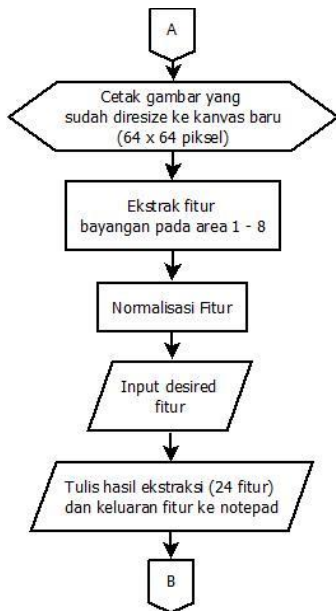 A
Cetak gambar yang
sudah diresize ke kanvas baru
(64 x 64 piksel)
Ekstrak fitur
bayangan pada area 1 - 8
Normalisasi Fitur
Input desired
fitur
Tulis hasil ekstraksi (24 fitur)
dan keluaran fitur ke notepad
B